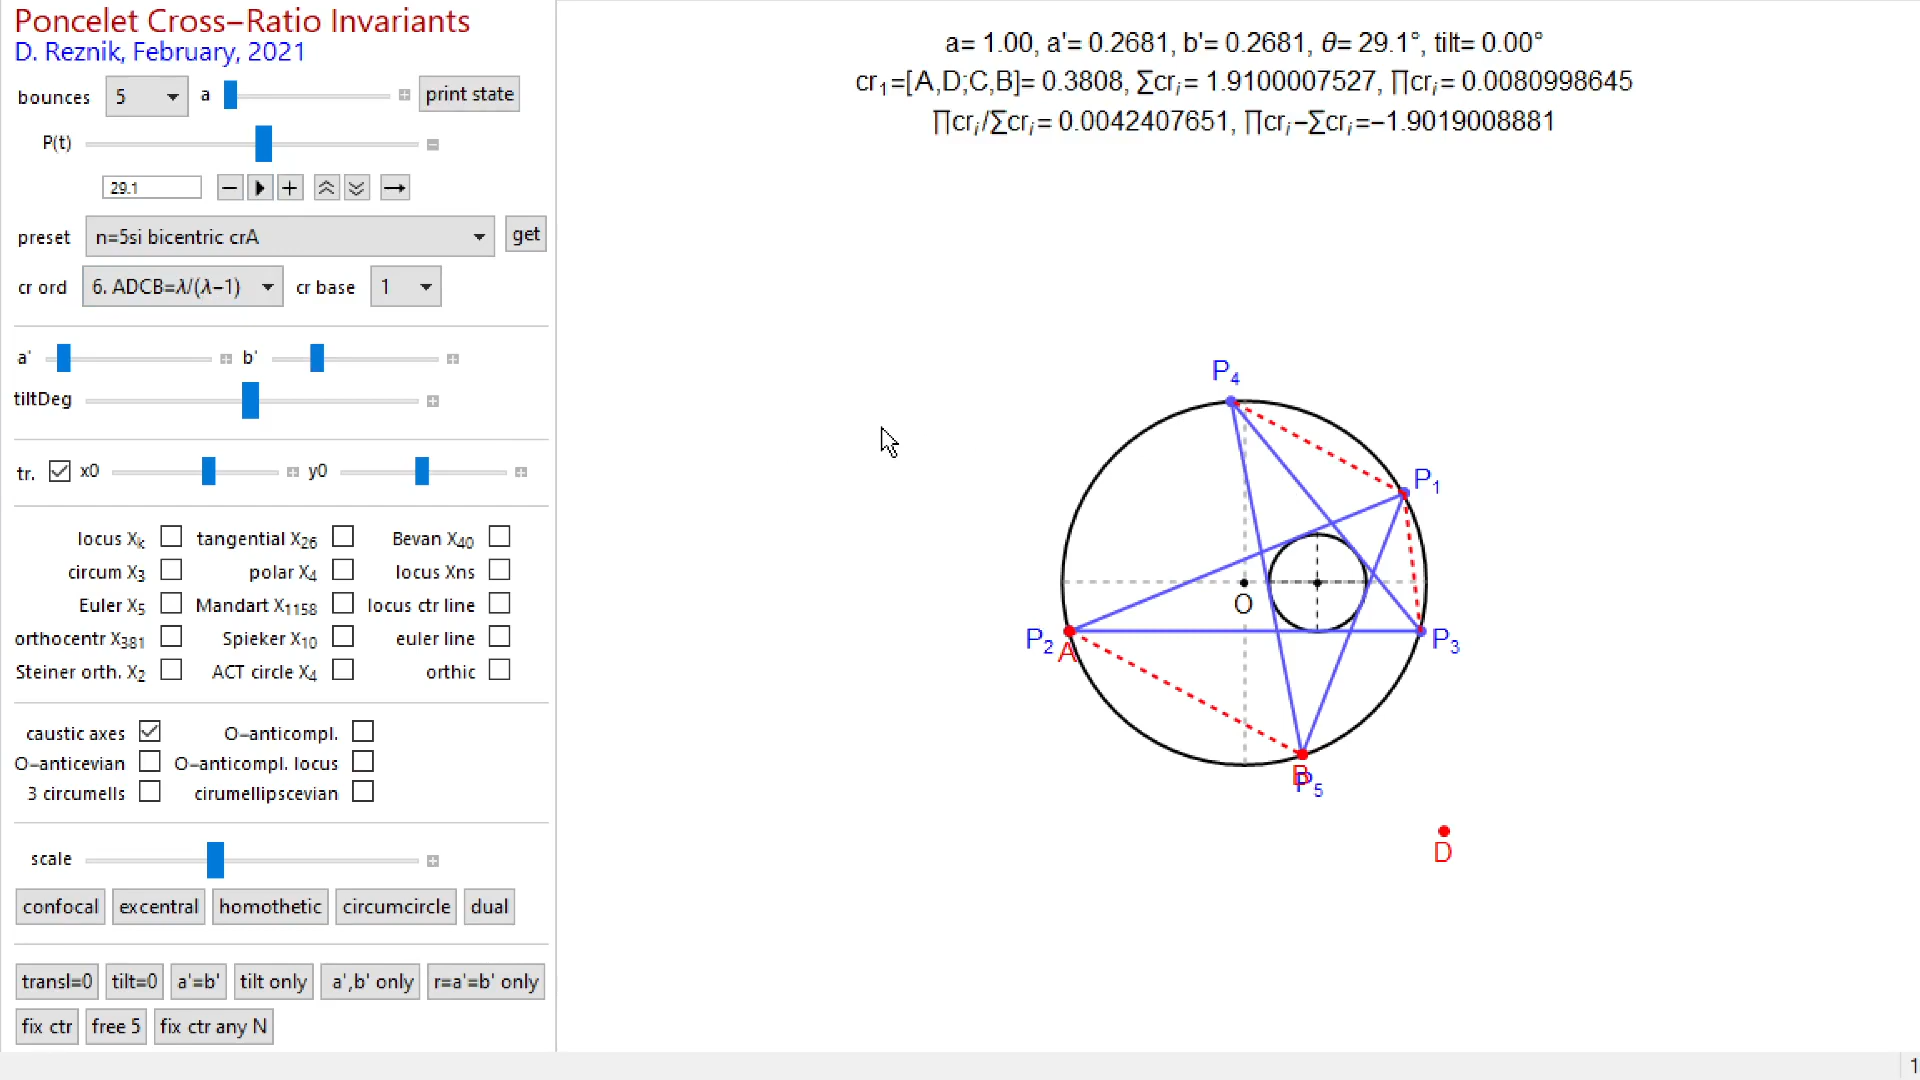 Poncelet Cross–Ratio Invariants
D. Reznik, February, 2021
bounces 5 a print state
P(t)
29.1
preset n=5si bicentric crA get
cr ord 6. ADCB=λ/(λ−1) cr base 1
a' b'
tiltDeg
tr. x0 y0
locus Xk tangential X26 Bevan X40
circum X3 polar X4 locus Xns
Euler X5 Mandart X1158 locus ctr line
orthocentr X381 Spieker X10 euler line
Steiner orth. X2 ACT circle X4 orthic
caustic axes O−anticompl.
O−anticevian O−anticompl. locus
3 circumells cirumellipscevian
scale
confocal excentral homothetic circumcircle dual
transl=0 tilt=0 a'=b' tilt only a',b' only r=a'=b' only
fix ctr free 5 fix ctr any N
a= 1.00, a'= 0.2681, b'= 0.2681, θ= 29.1°, tilt= 0.00°
cr1=[A,D;C,B]= 0.3808, ∑cri= 1.9100007527, ∏cri= 0.0080998645
∏cri/∑cri= 0.0042407651, ∏cri−∑cri=−1.9019008881
P4
P1
O
P2 A P3
B P5
D
1